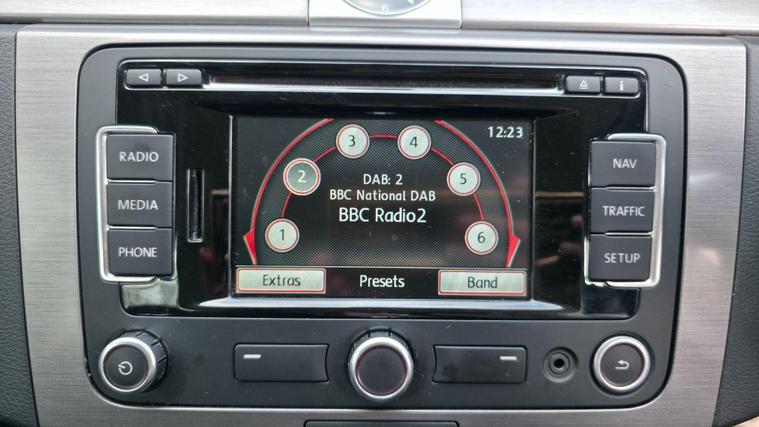 i
RADIO
MEDIA
PHONE
12:23
3
4
2
5
1
6
DAB: 2
BBC National DAB
BBC Radio2
Extras
Presets
Band
NAV
TRAFFIC
SETUP